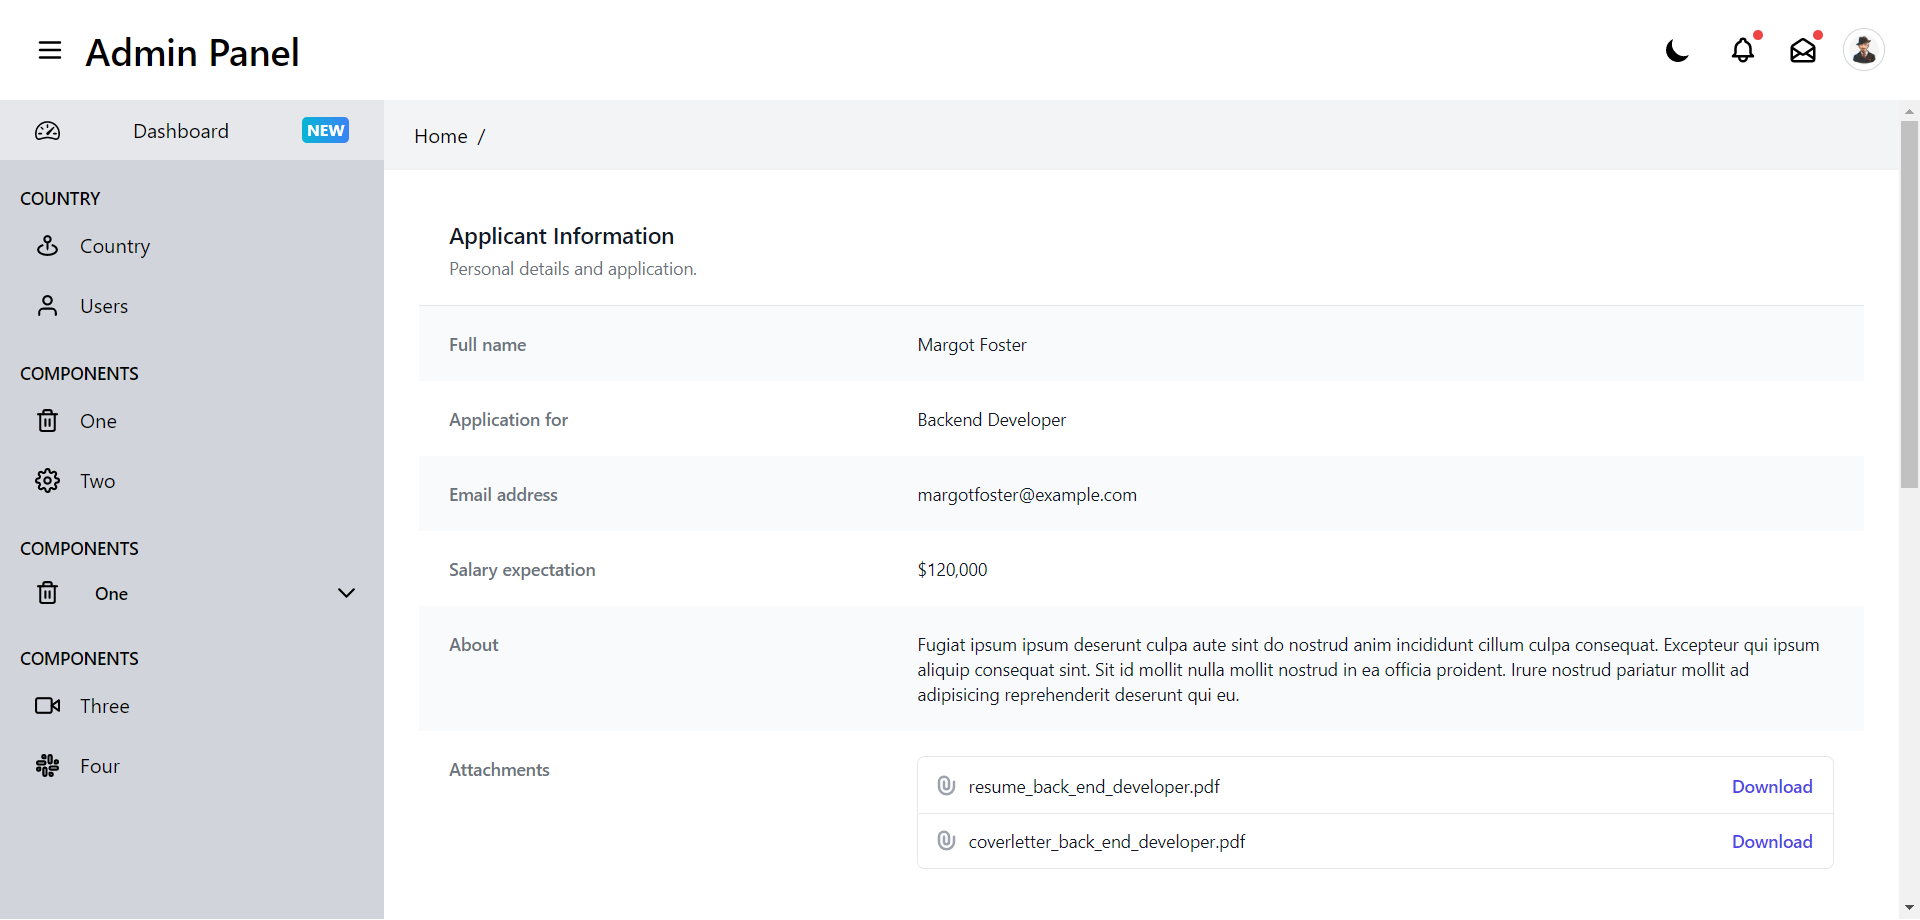 Admin Panel
Dashboard NEW
COUNTRY
Country
Users
COMPONENTS
One
Two
COMPONENTS
One
COMPONENTS
Three
Four
Home /
Applicant Information
Personal details and application.
Full name Margot Foster
Application for Backend Developer
Email address margotfoster@example.com
Salary expectation $120,000
About Fugiat ipsum ipsum deserunt culpa aute sint do nostrud anim incididunt cillum culpa consequat. Excepteur qui ipsum
aliquip consequat sint. Sit id mollit nulla mollit nostrud in ea officia proident. Irure nostrud pariatur mollit ad
adipisicing reprehenderit deserunt qui eu.
Attachments
resume_back_end_developer.pdf Download
coverletter_back_end_developer.pdf Download